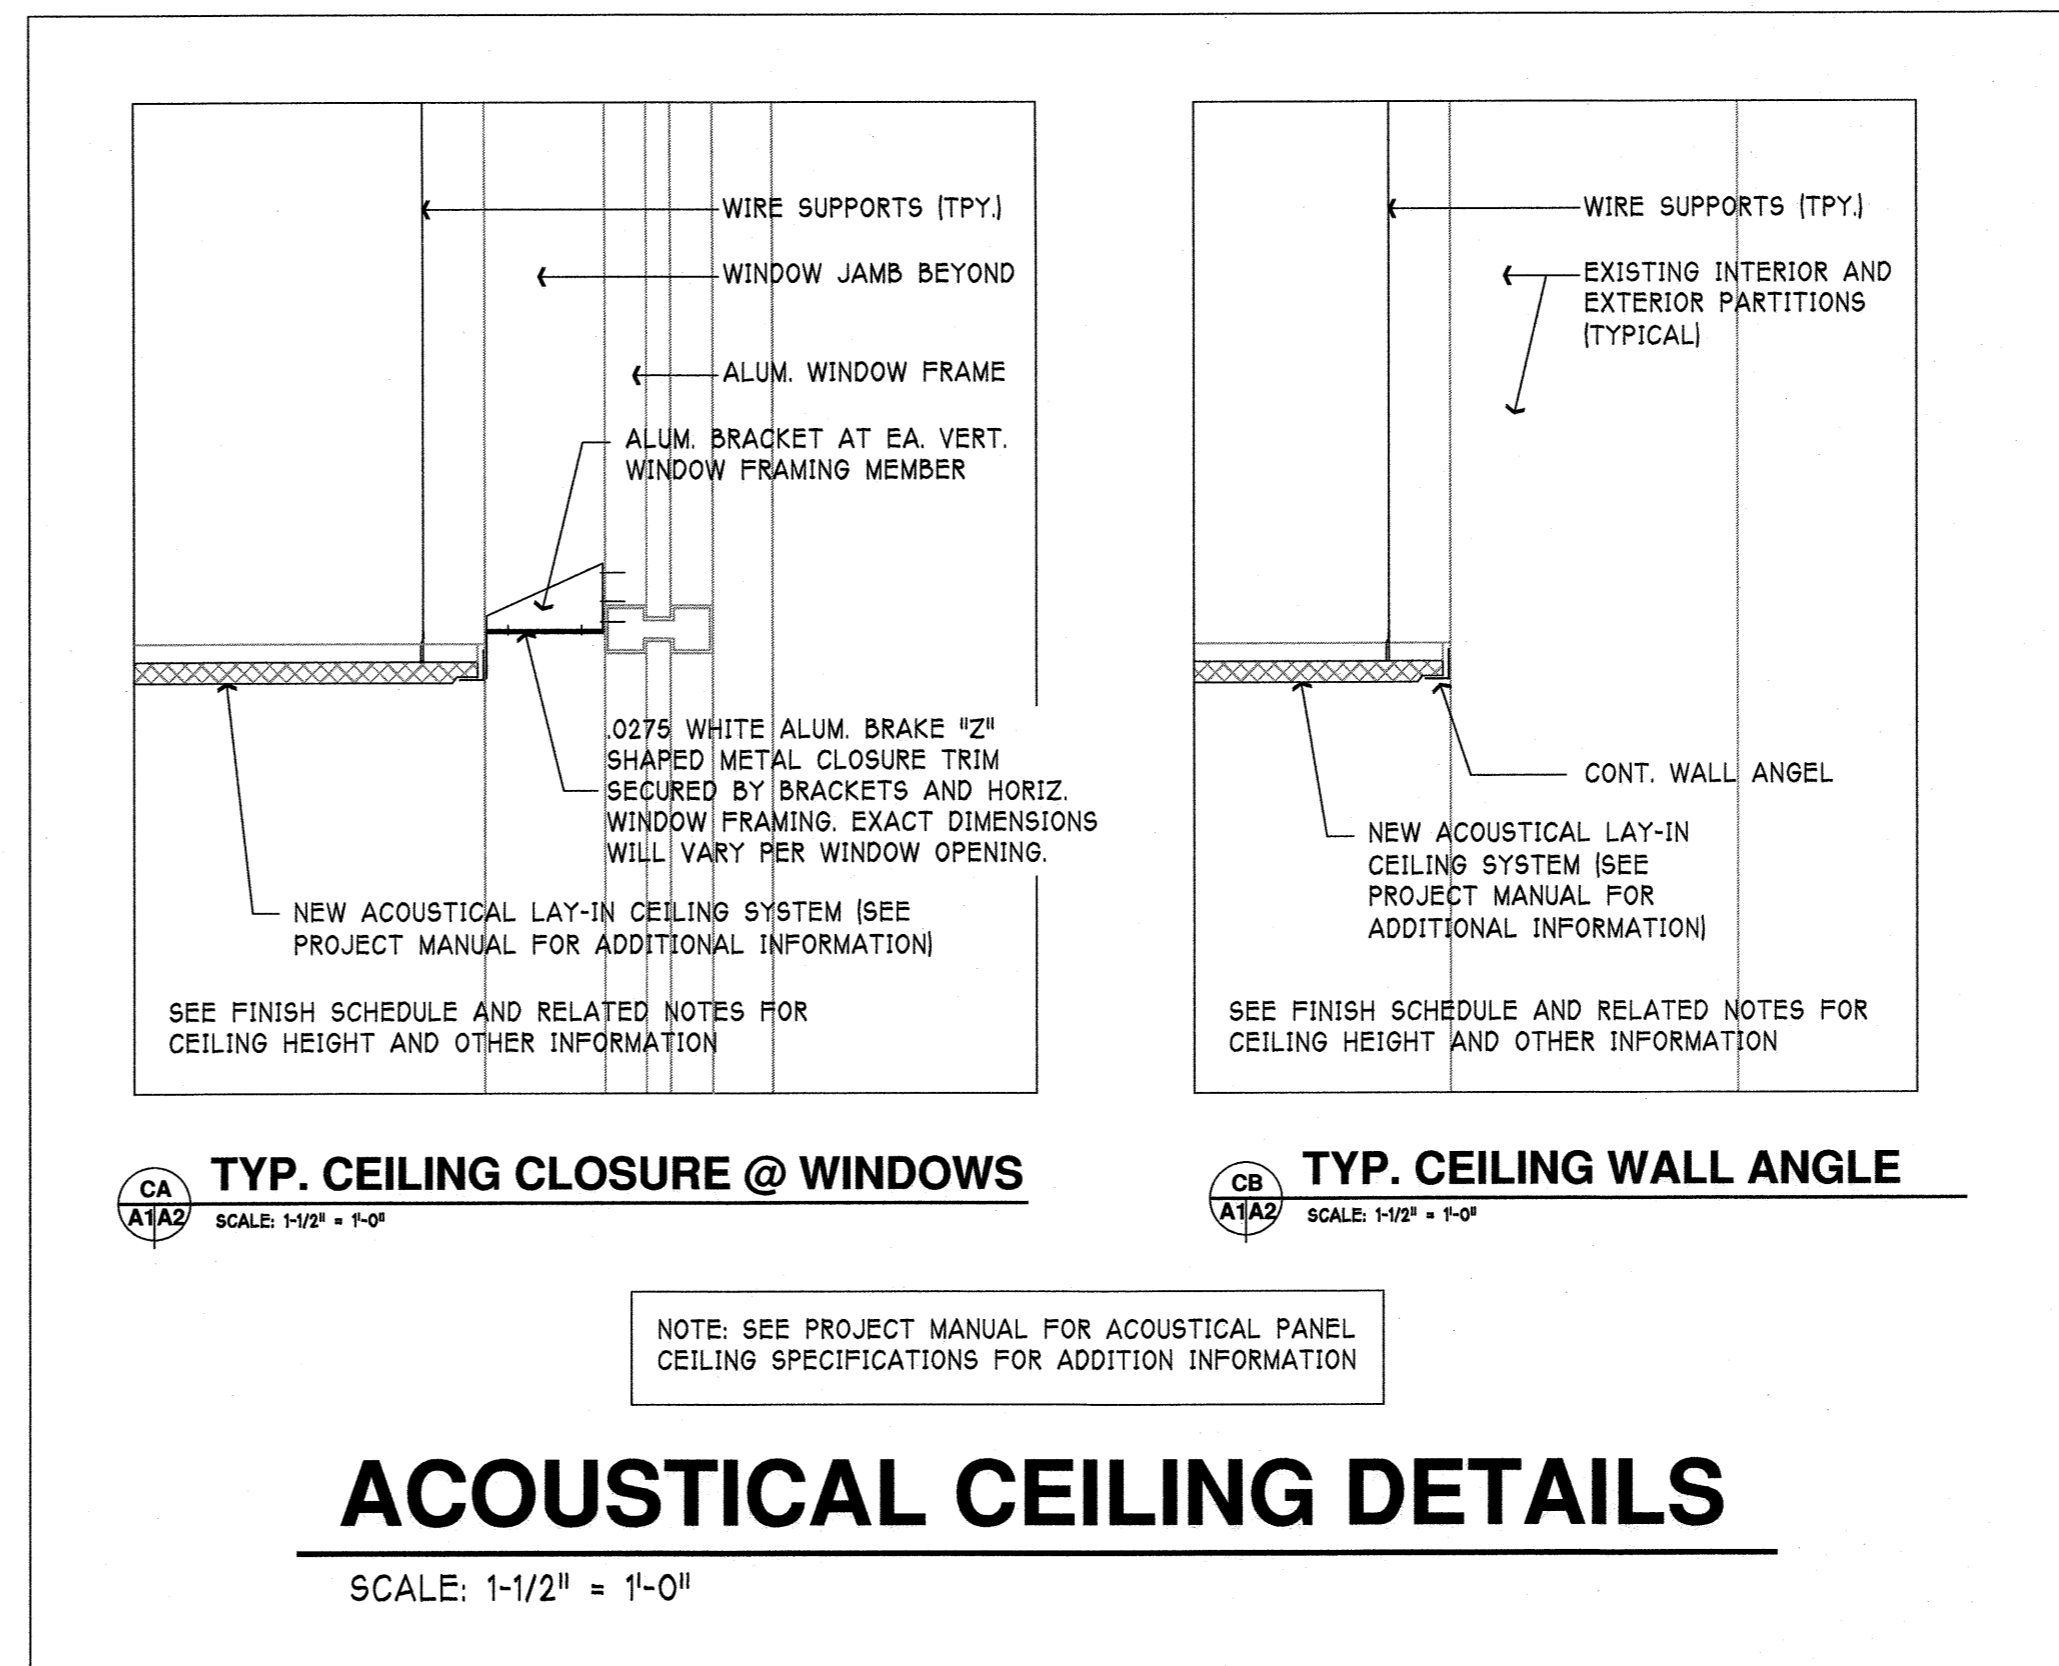 WIRE SUPPORTS (TPY.)
WINDOW JAMB BEYOND
ALUM. WINDOW FRAME
ALUM. BRACKET AT EA. VERT.
WINDOW FRAMING MEMBER
.0275 WHITE ALUM. BRAKE "Z"
SHAPED METAL CLOSURE TRIM
SECURED BY BRACKETS AND HORIZ.
WINDOW FRAMING. EXACT DIMENSIONS
WILL VARY PER WINDOW OPENING.
NEW ACOUSTICAL LAY-IN CEILING SYSTEM (SEE
PROJECT MANUAL FOR ADDITIONAL INFORMATION)
SEE FINISH SCHEDULE AND RELATED NOTES FOR
CEILING HEIGHT AND OTHER INFORMATION
CA
A1 A2
TYP. CEILING CLOSURE @ WINDOWS
SCALE: 1-1/2" = 1'-0"
WIRE SUPPORTS (TPY.)
EXISTING INTERIOR AND
EXTERIOR PARTITIONS
(TYPICAL)
CONT. WALL ANGEL
NEW ACOUSTICAL LAY-IN
CEILING SYSTEM (SEE
PROJECT MANUAL FOR
ADDITIONAL INFORMATION)
SEE FINISH SCHEDULE AND RELATED NOTES FOR
CEILING HEIGHT AND OTHER INFORMATION
CB
A1 A2
TYP. CEILING WALL ANGLE
SCALE: 1-1/2" = 1'-0"
NOTE: SEE PROJECT MANUAL FOR ACOUSTICAL PANEL
CEILING SPECIFICATIONS FOR ADDITION INFORMATION
ACOUSTICAL CEILING DETAILS
SCALE: 1-1/2" = 1'-0"